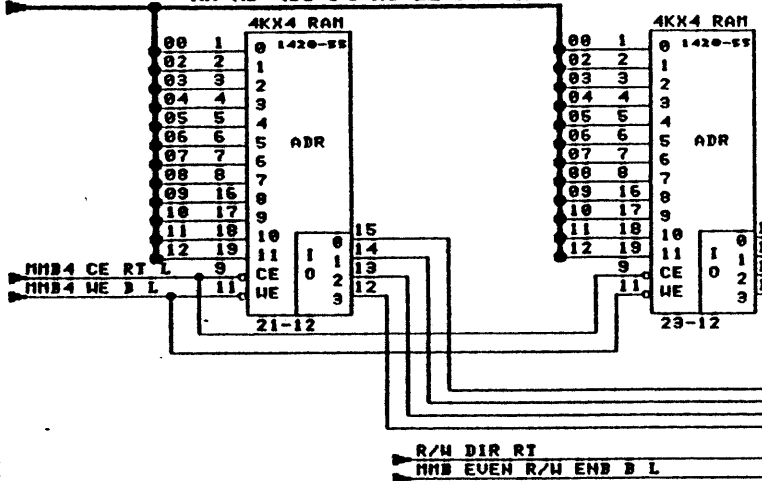 4KX4 RAM
1420-55
00 1 0
02 2 1
03 3 2
04 4 3
05 5 4
06 6 5
07 7 6
08 8 7
09 16 8
10 17 9
11 18 10
12 19 11
ADR
I O
0 15
1 14
2 13
3 12
MMB4 CE RT L 9 CE
MMB4 WE B L 11 WE
21-12
4KX4 RAM
1420-55
00 1 0
02 2 1
03 3 2
04 4 3
05 5 4
06 6 5
07 7 6
08 8 7
09 16 8
10 17 9
11 18 10
12 19 11
ADR
I O
0
1
2
3
9 CE
11 WE
23-12
R/W DIR RT
MMB EVEN R/W ENB B L